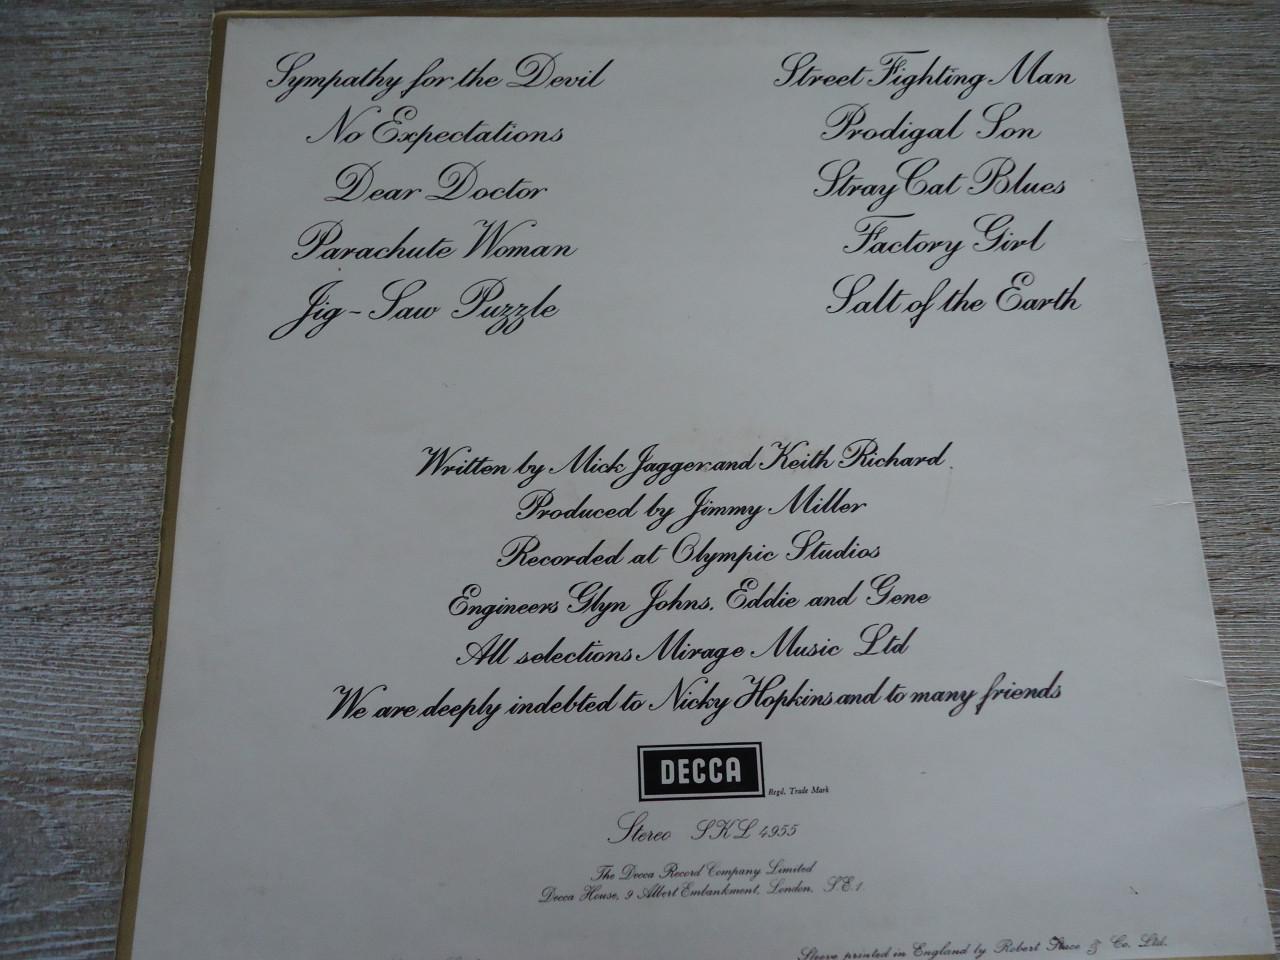 Sympathy for the Devil
No Expectations
Dear Doctor
Parachute Woman
Jig-Saw Puzzle
Street Fighting Man
Prodigal Son
Stray Cat Blues
Factory Girl
Salt of the Earth
Written by Mick Jagger and Keith Richard.
Produced by Jimmy Miller
Recorded at Olympic Studios
Engineers Glyn Johns, Eddie and Gene
All selections Mirage Music Ltd
We are deeply indebted to Nicky Hopkins and to many friends
DECCA
Regd. Trade Mark
Stereo SKL 4955
The Decca Record Company Limited
Decca House, 9 Albert Embankment, London, S.E.1.
Sleeve printed in England by Robert Stace & Co. Ltd.